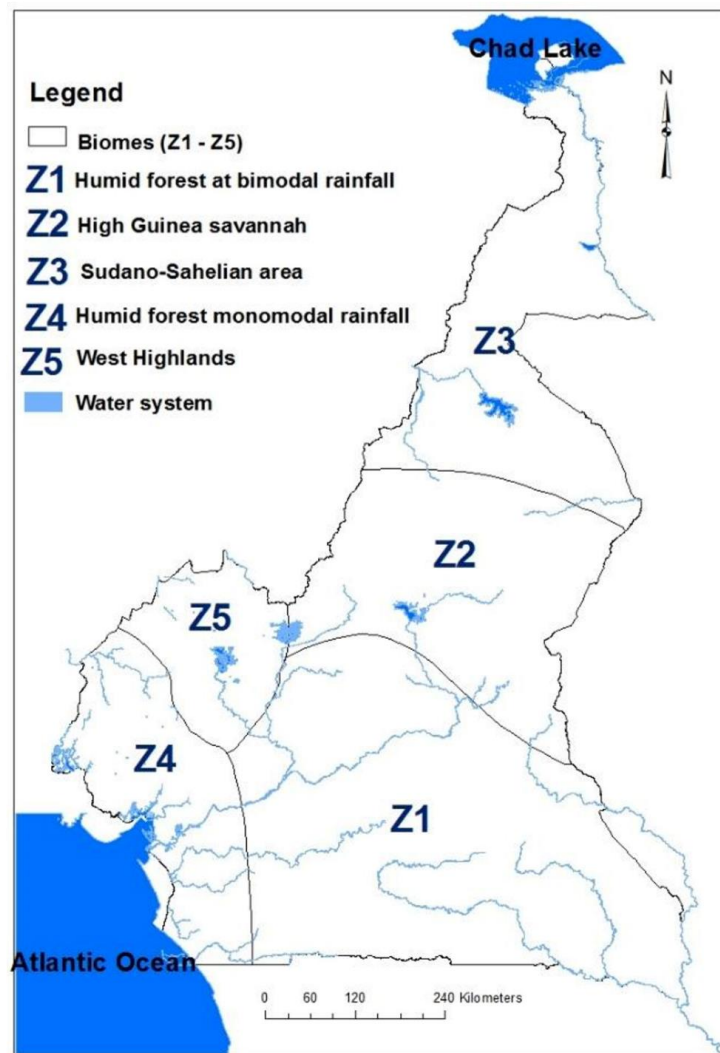 Chad Lake
N
Legend
Biomes (Z1 - Z5)
Z1 Humid forest at bimodal rainfall
Z2 High Guinea savannah
Z3 Sudano-Sahelian area
Z4 Humid forest monomodal rainfall
Z5 West Highlands
Water system
Z3
Z2
Z5
Z4
Z1
Atlantic Ocean
0 60 120 240 Kilometers